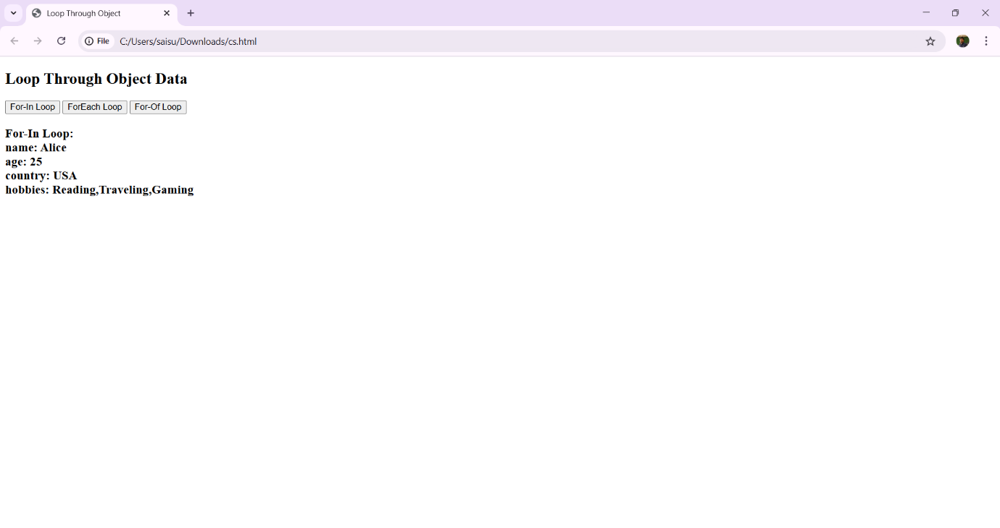 Loop Through Object
File C:/Users/saisu/Downloads/cs.html
Loop Through Object Data
For-In Loop ForEach Loop For-Of Loop
For-In Loop:
name: Alice
age: 25
country: USA
hobbies: Reading,Traveling,Gaming